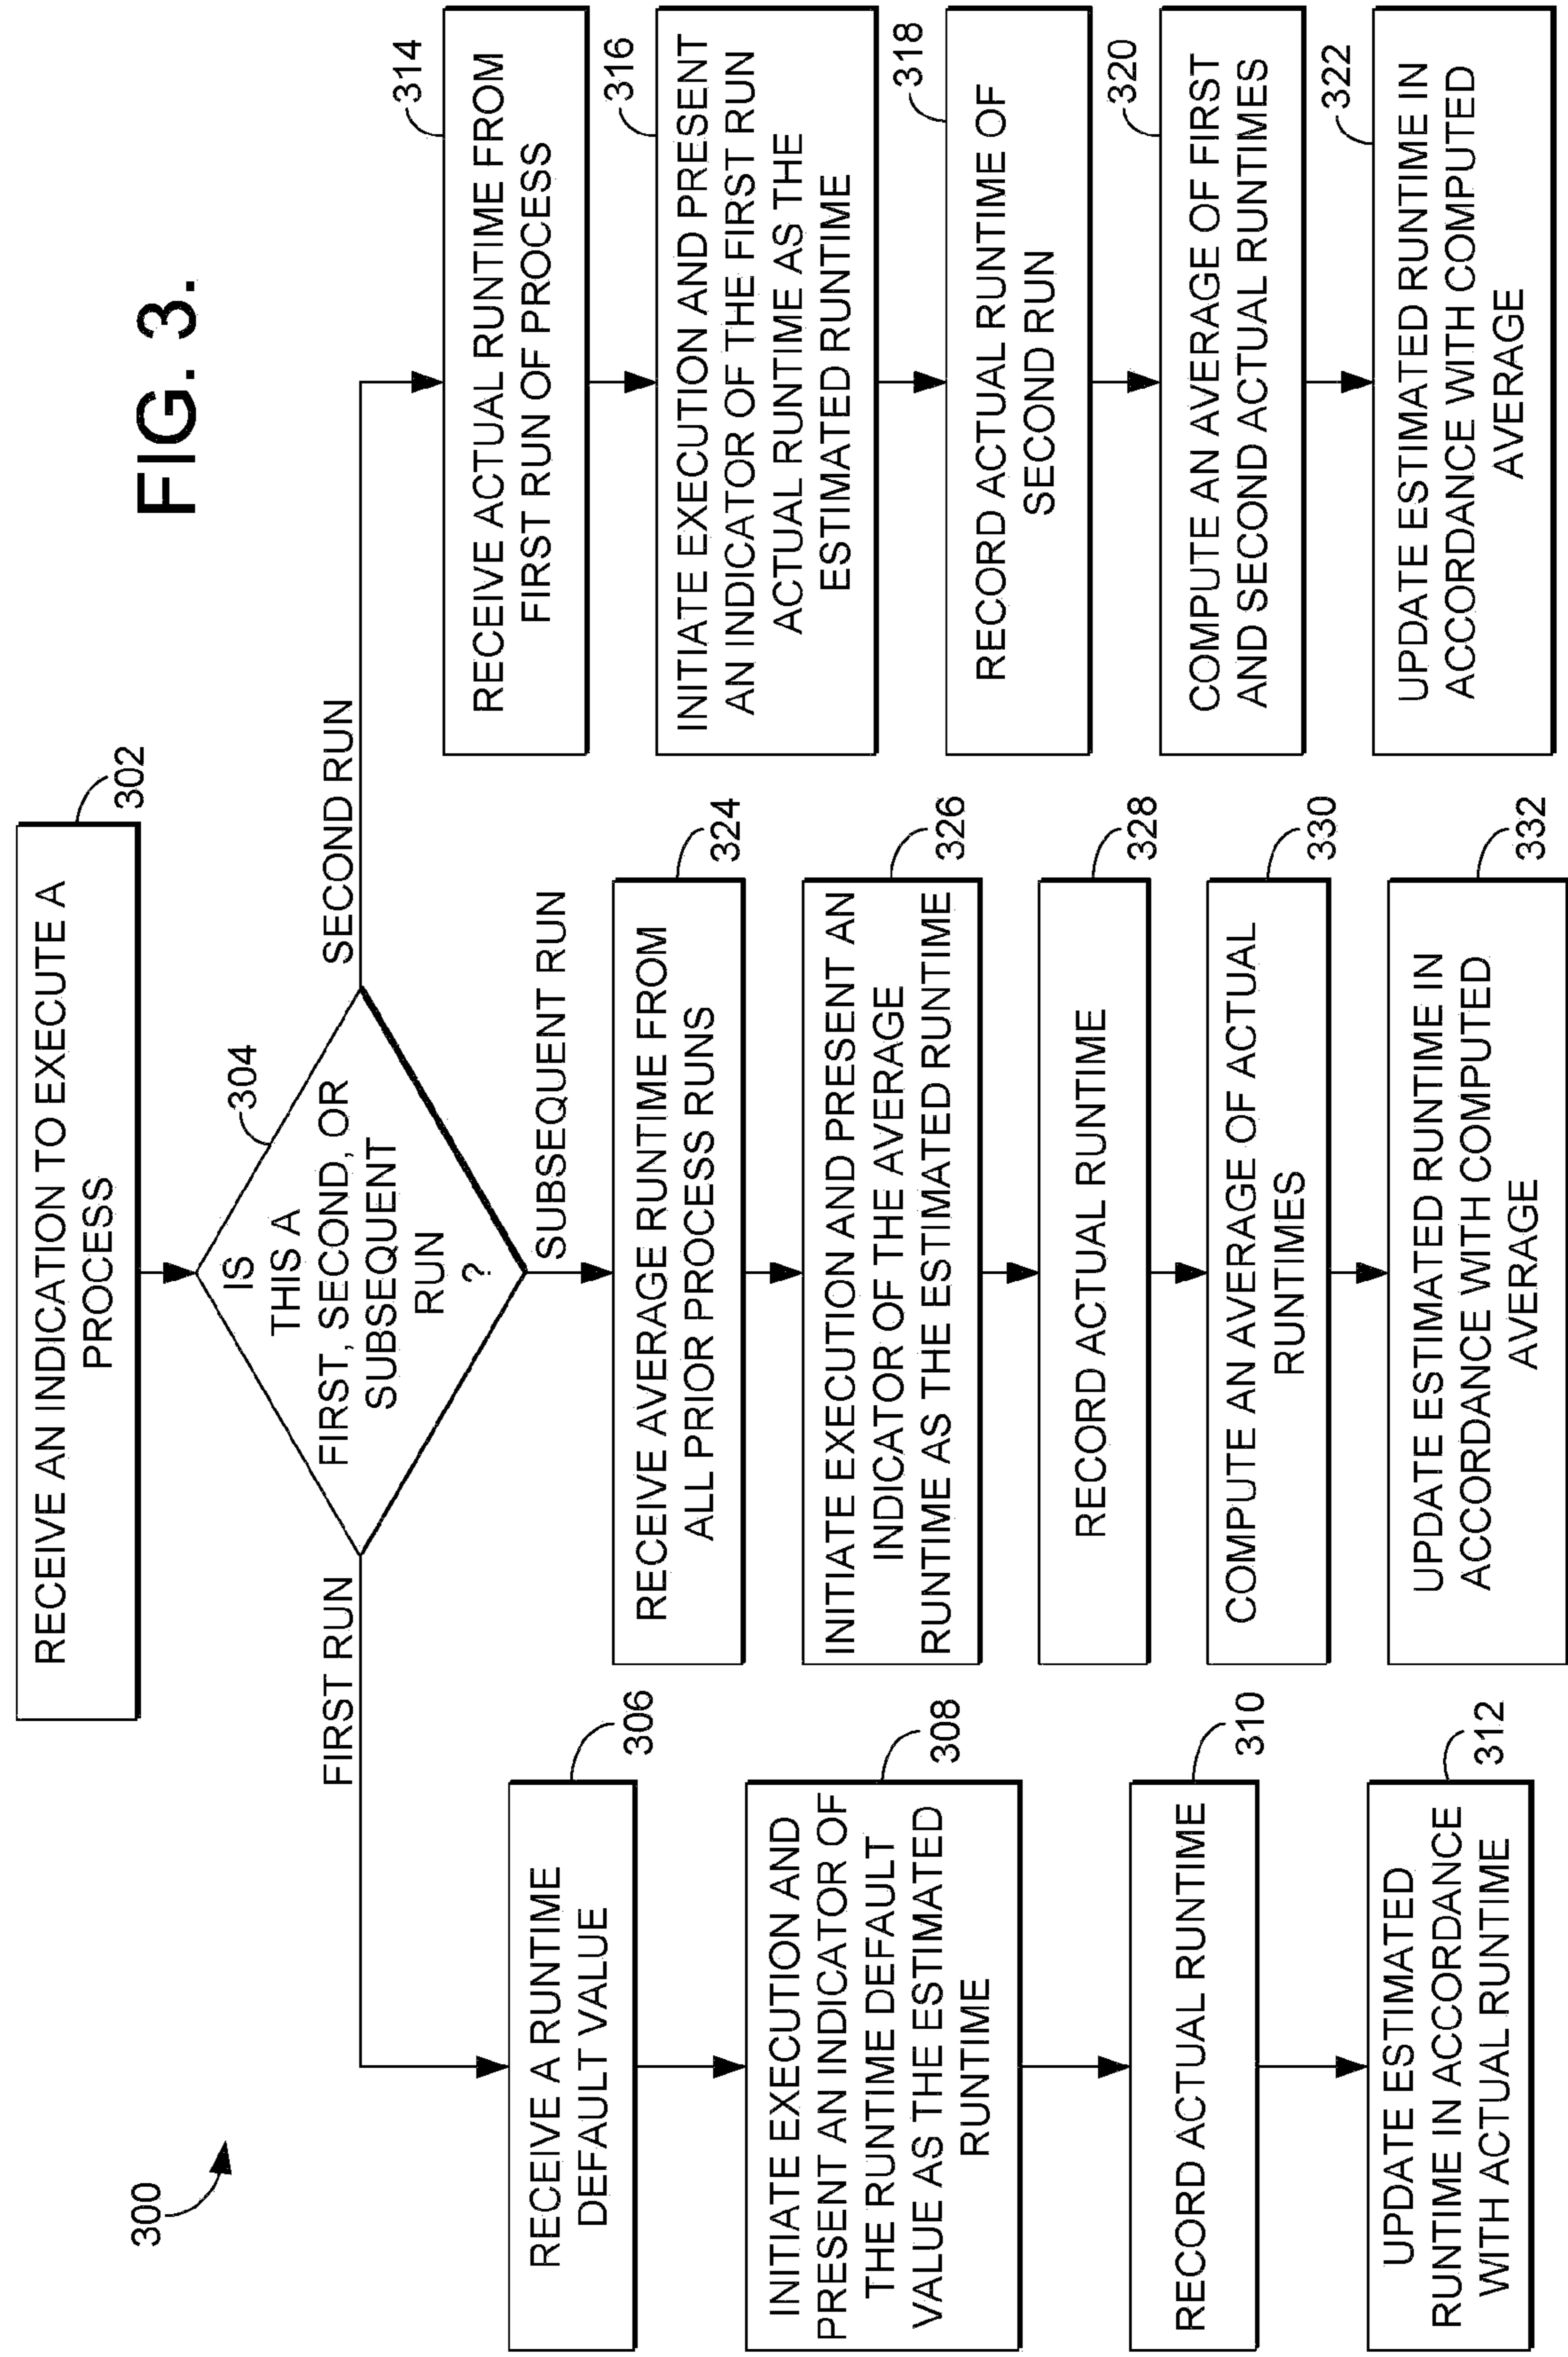 FIG. 3.
300
RECEIVE AN INDICATION TO EXECUTE A
PROCESS
302
IS
THIS A
FIRST, SECOND, OR
SUBSEQUENT
RUN
?
304
FIRST RUN
RECEIVE A RUNTIME
DEFAULT VALUE
306
INITIATE EXECUTION AND
PRESENT AN INDICATOR OF
THE RUNTIME DEFAULT
VALUE AS THE ESTIMATED
RUNTIME
308
RECORD ACTUAL RUNTIME
310
UPDATE ESTIMATED
RUNTIME IN ACCORDANCE
WITH ACTUAL RUNTIME
312
SUBSEQUENT RUN
RECEIVE AVERAGE RUNTIME FROM
ALL PRIOR PROCESS RUNS
324
INITIATE EXECUTION AND PRESENT AN
INDICATOR OF THE AVERAGE
RUNTIME AS THE ESTIMATED RUNTIME
326
RECORD ACTUAL RUNTIME
328
COMPUTE AN AVERAGE OF ACTUAL
RUNTIMES
330
UPDATE ESTIMATED RUNTIME IN
ACCORDANCE WITH COMPUTED
AVERAGE
332
SECOND RUN
RECEIVE ACTUAL RUNTIME FROM
FIRST RUN OF PROCESS
314
INITIATE EXECUTION AND PRESENT
AN INDICATOR OF THE FIRST RUN
ACTUAL RUNTIME AS THE
ESTIMATED RUNTIME
316
RECORD ACTUAL RUNTIME OF
SECOND RUN
318
COMPUTE AN AVERAGE OF FIRST
AND SECOND ACTUAL RUNTIMES
320
UPDATE ESTIMATED RUNTIME IN
ACCORDANCE WITH COMPUTED
AVERAGE
322